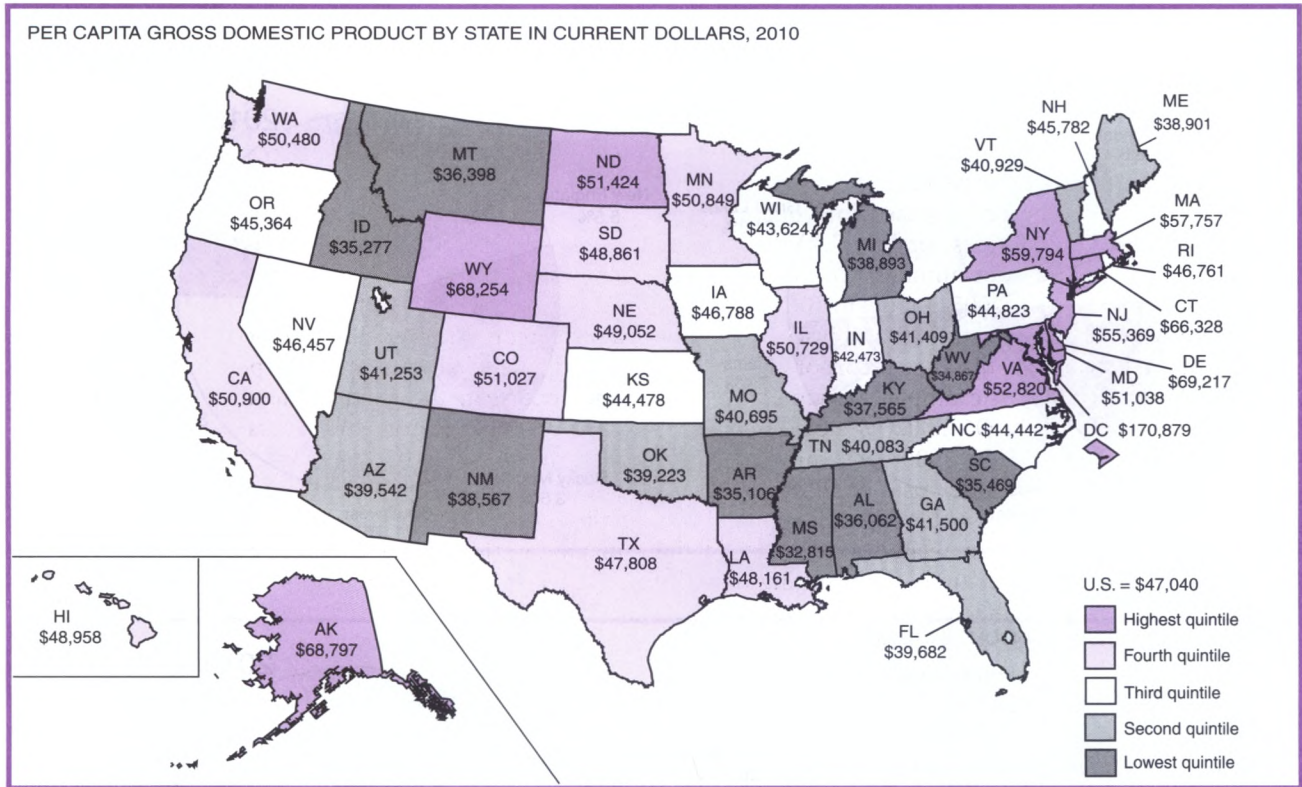 PER CAPITA GROSS DOMESTIC PRODUCT BY STATE IN CURRENT DOLLARS, 2010
WA
$50,480
MT
$36,398
ND
$51,424
MN
$50,849
NH
$45,782
ME
$38,901
VT
$40,929
OR
$45,364
ID
$35,277
WY
$68,254
SD
$48,861
WI
$43,624
MI
$38,893
NY
$59,794
MA
$57,757
RI
$46,761
CT
$66,328
NJ
$55,369
DE
$69,217
MD
$51,038
DC $170,879
NV
$46,457
UT
$41,253
CO
$51,027
NE
$49,052
IA
$46,788
IL
$50,729
IN
$42,473
OH
$41,409
PA
$44,823
WV
$34,867
VA
$52,820
CA
$50,900
KS
$44,478
MO
$40,695
KY
$37,565
NC $44,442
TN $40,083
AZ
$39,542
NM
$38,567
OK
$39,223
AR
$35,106
SC
$35,469
MS
$32,815
AL
$36,062
GA
$41,500
TX
$47,808
LA
$48,161
FL
$39,682
HI
$48,958
AK
$68,797
U.S. = $47,040
Highest quintile
Fourth quintile
Third quintile
Second quintile
Lowest quintile